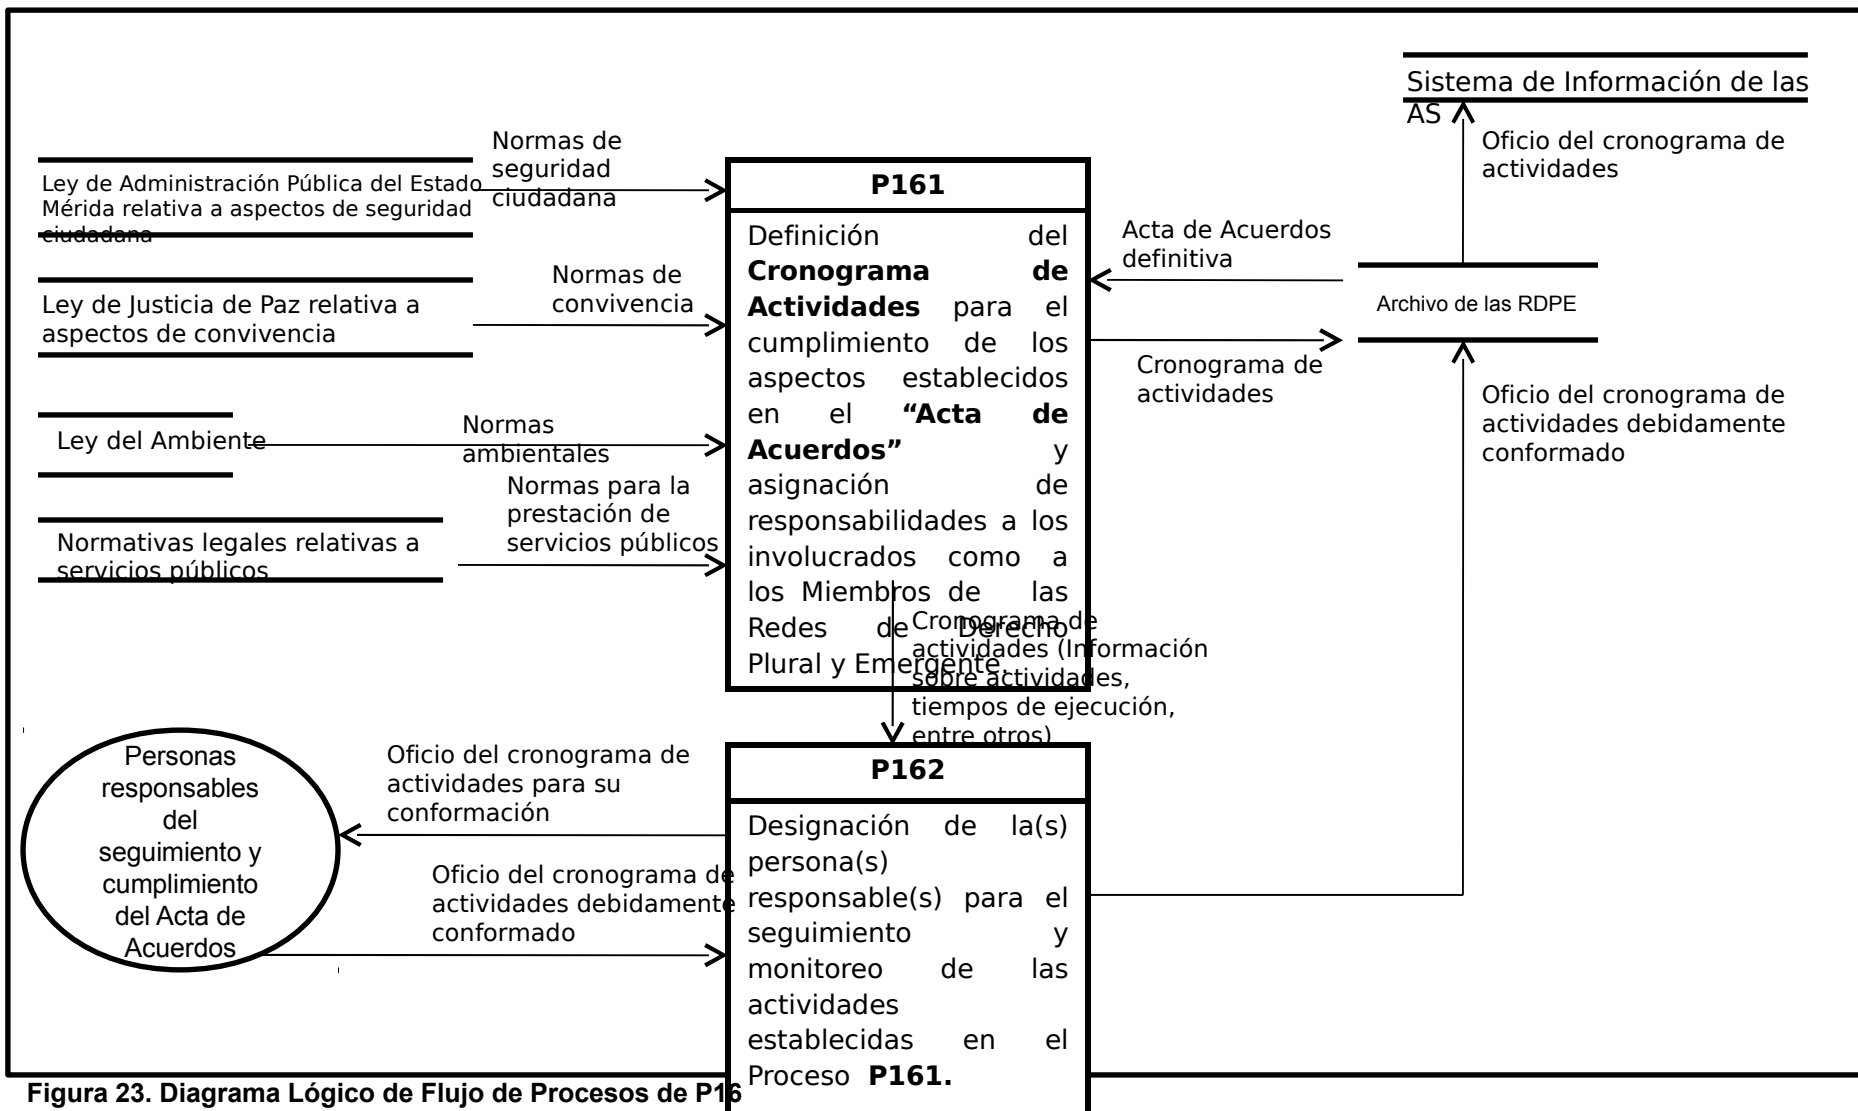 Sistema de Información de las
AS
Oficio del cronograma de
actividades
Normas de
seguridad
ciudadana
Ley de Administración Pública del Estado
Mérida relativa a aspectos de seguridad
ciudadana
P161
Definición del
Cronograma de
Actividades para el
cumplimiento de los
aspectos establecidos
en el “Acta de
Acuerdos” y
asignación de
responsabilidades a los
involucrados como a
los Miembros de las
Redes de Derecho
Plural y Emergente.
Acta de Acuerdos
definitiva
Archivo de las RDPE
Normas de
convivencia
Ley de Justicia de Paz relativa a
aspectos de convivencia
Cronograma de
actividades
Oficio del cronograma de
actividades debidamente
conformado
Ley del Ambiente
Normas
ambientales
Normas para la
prestación de
servicios públicos
Normativas legales relativas a
servicios públicos
Cronograma de
actividades (Información
sobre actividades,
tiempos de ejecución,
entre otros)
Personas
responsables
del
seguimiento y
cumplimiento
del Acta de
Acuerdos
Oficio del cronograma de
actividades para su
conformación
Oficio del cronograma de
actividades debidamente
conformado
P162
Designación de la(s)
persona(s)
responsable(s) para el
seguimiento y
monitoreo de las
actividades
establecidas en el
Proceso P161.
Figura 23. Diagrama Lógico de Flujo de Procesos de P16